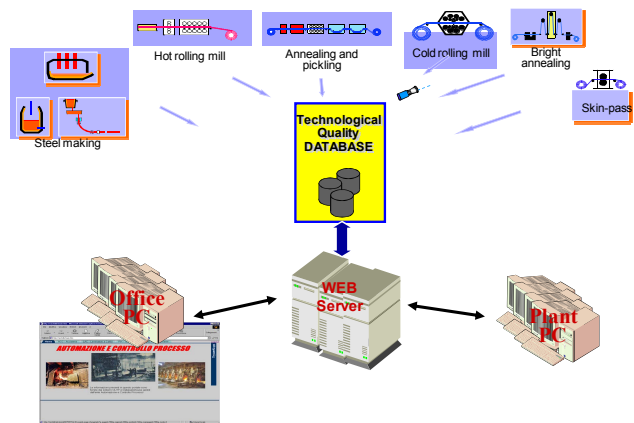 Hot rolling mill
Annealing and
pickling
Cold rolling mill
Bright
annealing
Skin-pass
Steel making
Technological
Quality
DATABASE
WEB
Server
Office
PC
Plant
PC
AUTOMAZIONE E CONTROLLO PROCESSO